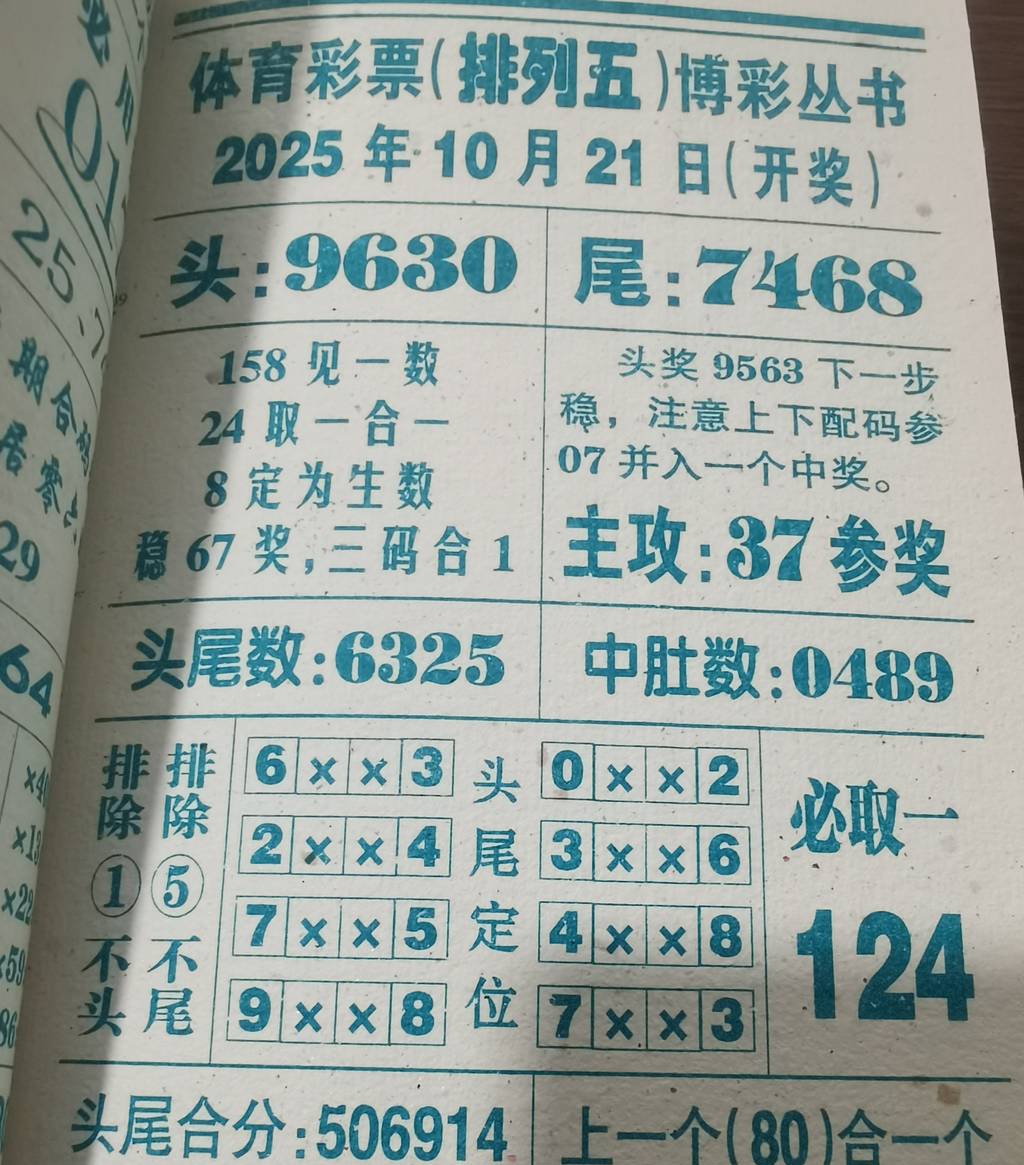 体育彩票(排列五)博彩丛书
2025年10月21日(开奖)
头:9630
尾:7468
158见一数
24取一合一
8定为生数
稳67奖,三码合1
头奖9563下一步
稳，注意上下配码参
07并入一个中奖。
主攻:37参奖
头尾数:6325
中肚数:0489
排除①不头
排除⑤不尾
6××3
2××4
7××5
9××8
头尾定位
0××2
3××6
4××8
7××3
必取一
124
头尾合分:506914
上一个(80)合一个
01
25
期合码
29
64